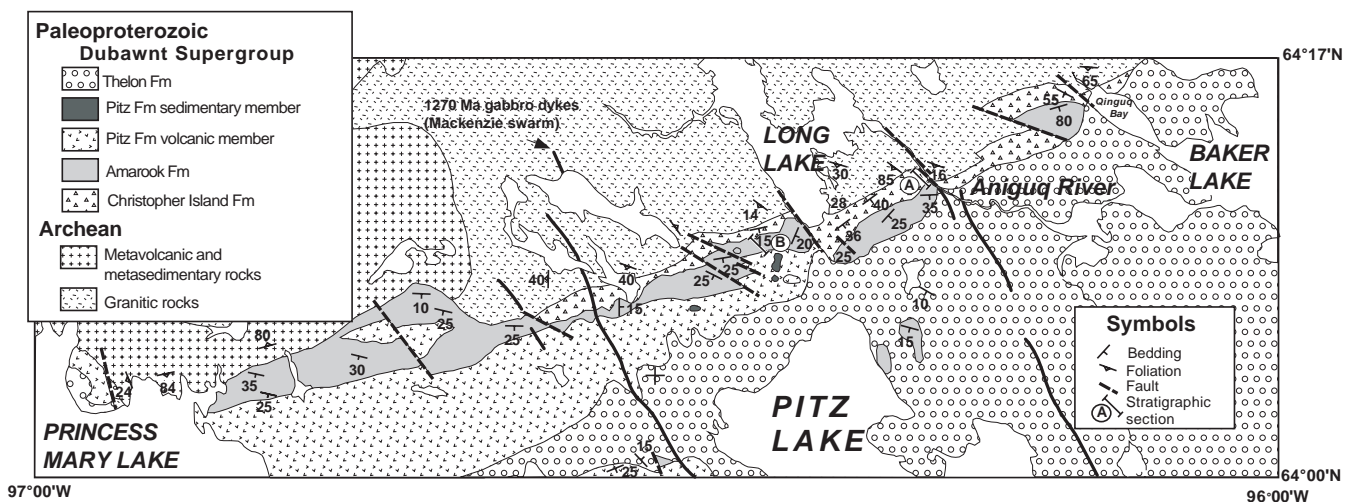 Paleoproterozoic
Dubawnt Supergroup
Thelon Fm
Pitz Fm sedimentary member
Pitz Fm volcanic member
Amarook Fm
Christopher Island Fm
Archean
Metavolcanic and
metasedimentary rocks
Granitic rocks
64°17'N
1270 Ma gabbro dykes
(Mackenzie swarm)
LONG
LAKE
65
55
Qinguq
Bay
80
BAKER
LAKE
Aniguq River
30
85
A
16
28
40
35
25
14
15
B
20
36
25
25
25
40
40
15
10
25
25
10
15
80
30
35
25
24
84
15
25
PRINCESS
MARY LAKE
PITZ
LAKE
Symbols
Bedding
Foliation
Fault
Stratigraphic
section
A
64°00'N
97°00'W
96°00'W